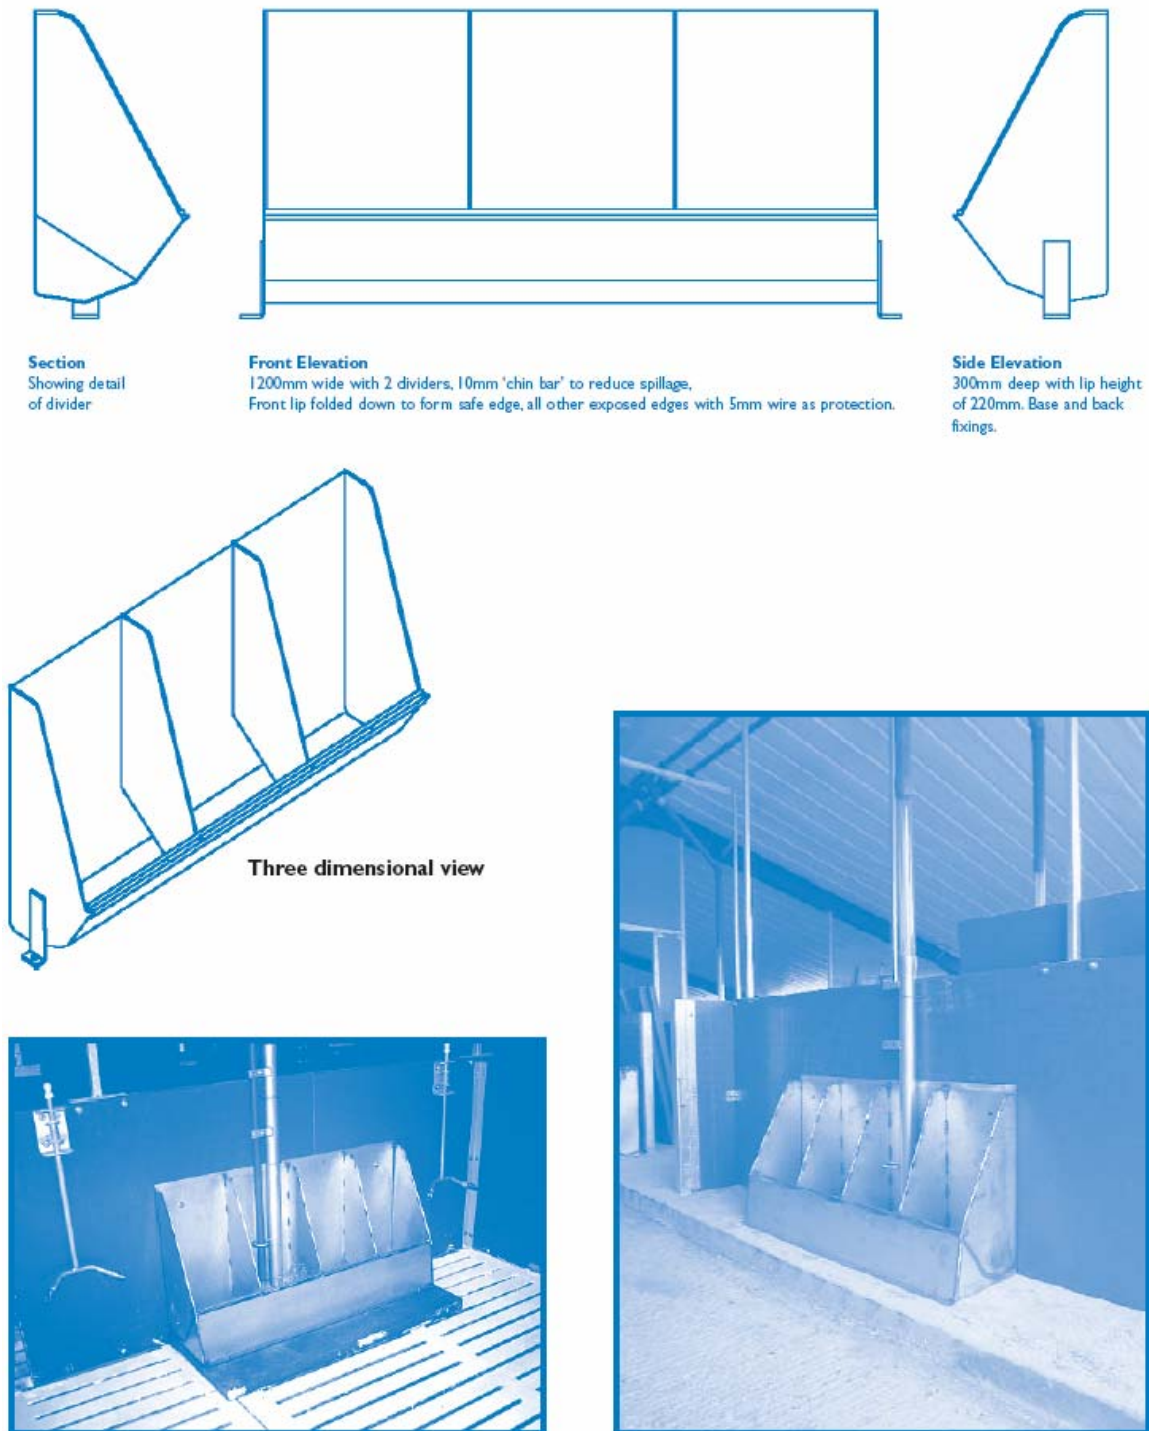 Section
Showing detail
of divider
Front Elevation
1200mm wide with 2 dividers, 10mm 'chin bar' to reduce spillage,
Front lip folded down to form safe edge, all other exposed edges with 5mm wire as protection.
Side Elevation
300mm deep with lip height
of 220mm. Base and back
fixings.
Three dimensional view